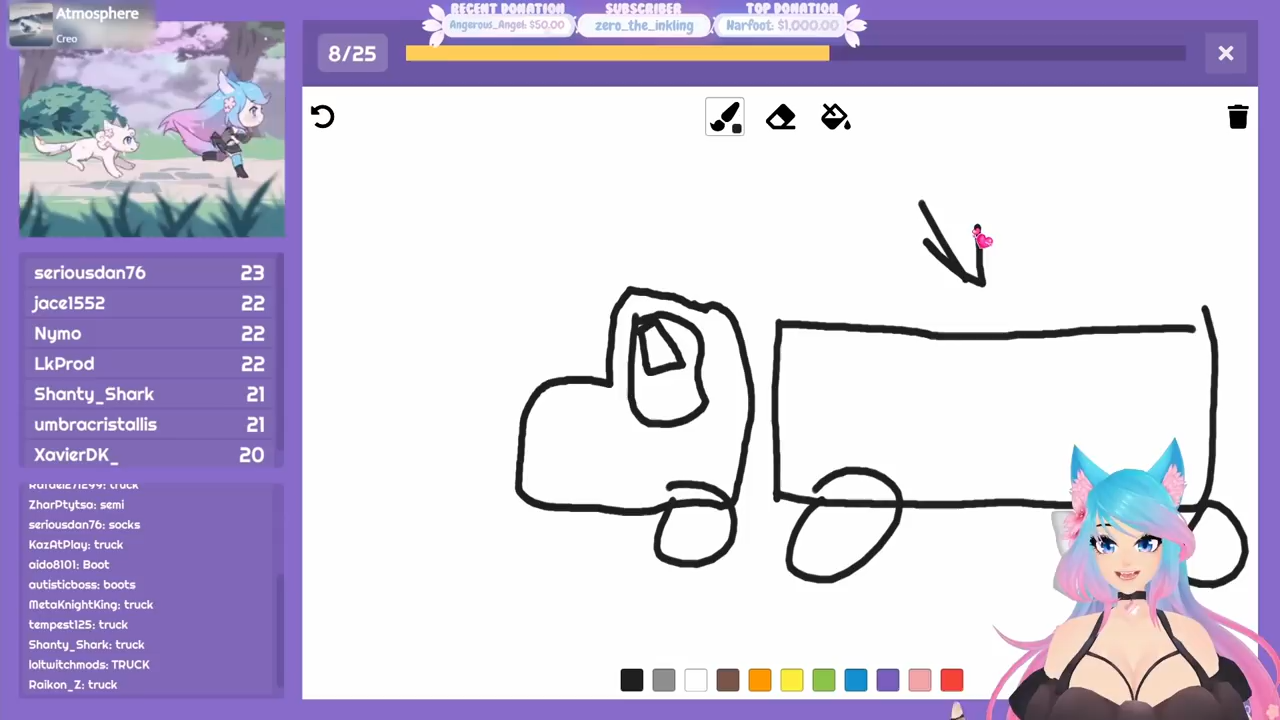 Atmosphere
Creo
RECENT DONATION
Angerous_Angel: $50.00
SUBSCRIBER
zero_the_inkling
TOP DONATION
Harfoot: $1,000.00
8/25
seriousdan76 23
jace1552 22
Nymo 22
LkProd 22
Shanty_Shark 21
umbracristallis 21
XavierDK_ 20
ZharPtytsa: semi
seriousdan76: socks
KazAtPlay: truck
aido8101: Boot
autisticboss: boots
MetaKnightKing: truck
tempest125: truck
Shanty_Shark: truck
loltwitchmods: TRUCK
Raikon_Z: truck